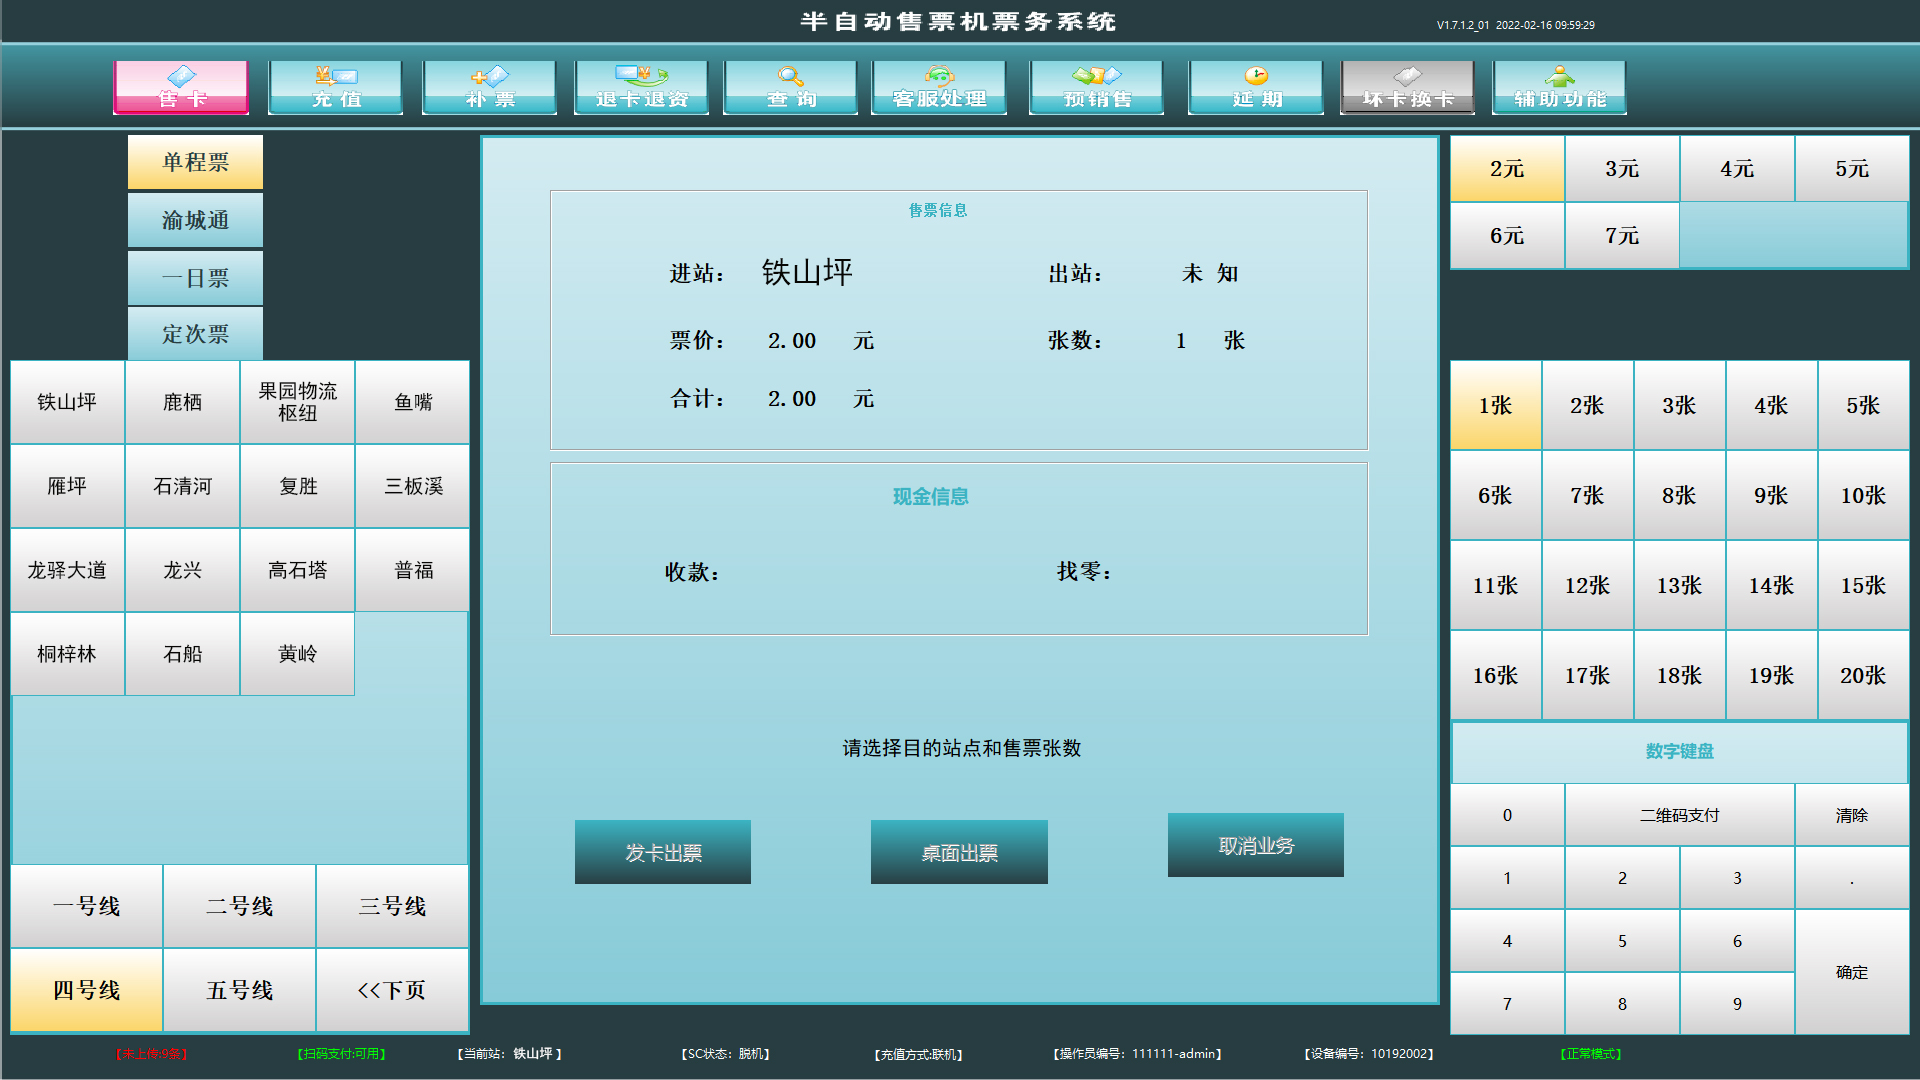 半自动售票机票务系统
V1.7.1.2_01 2022-02-16 09:59:29
售卡
充值
补票
退卡退资
查询
客服处理
预销售
延期
坏卡换卡
辅助功能
单程票
渝城通
一日票
定次票
铁山坪
鹿栖
果园物流
枢纽
鱼嘴
雁坪
石清河
复胜
三板溪
龙驿大道
龙兴
高石塔
普福
桐梓林
石船
黄岭
一号线
二号线
三号线
四号线
五号线
<<下页
售票信息
进站： 铁山坪
出站： 未 知
票价： 2.00 元
张数： 1 张
合计： 2.00 元
现金信息
收款：
找零：
请选择目的站点和售票张数
发卡出票
桌面出票
取消业务
2元
3元
4元
5元
6元
7元
1张
2张
3张
4张
5张
6张
7张
8张
9张
10张
11张
12张
13张
14张
15张
16张
17张
18张
19张
20张
数字键盘
0
二维码支付
清除
1
2
3
.
4
5
6
确定
7
8
9
【未上传:9条】
【扫码支付:可用】
【当前站：铁山坪 】
【SC状态：脱机】
【充值方式:联机】
【操作员编号：111111-admin】
【设备编号：10192002】
【正常模式】